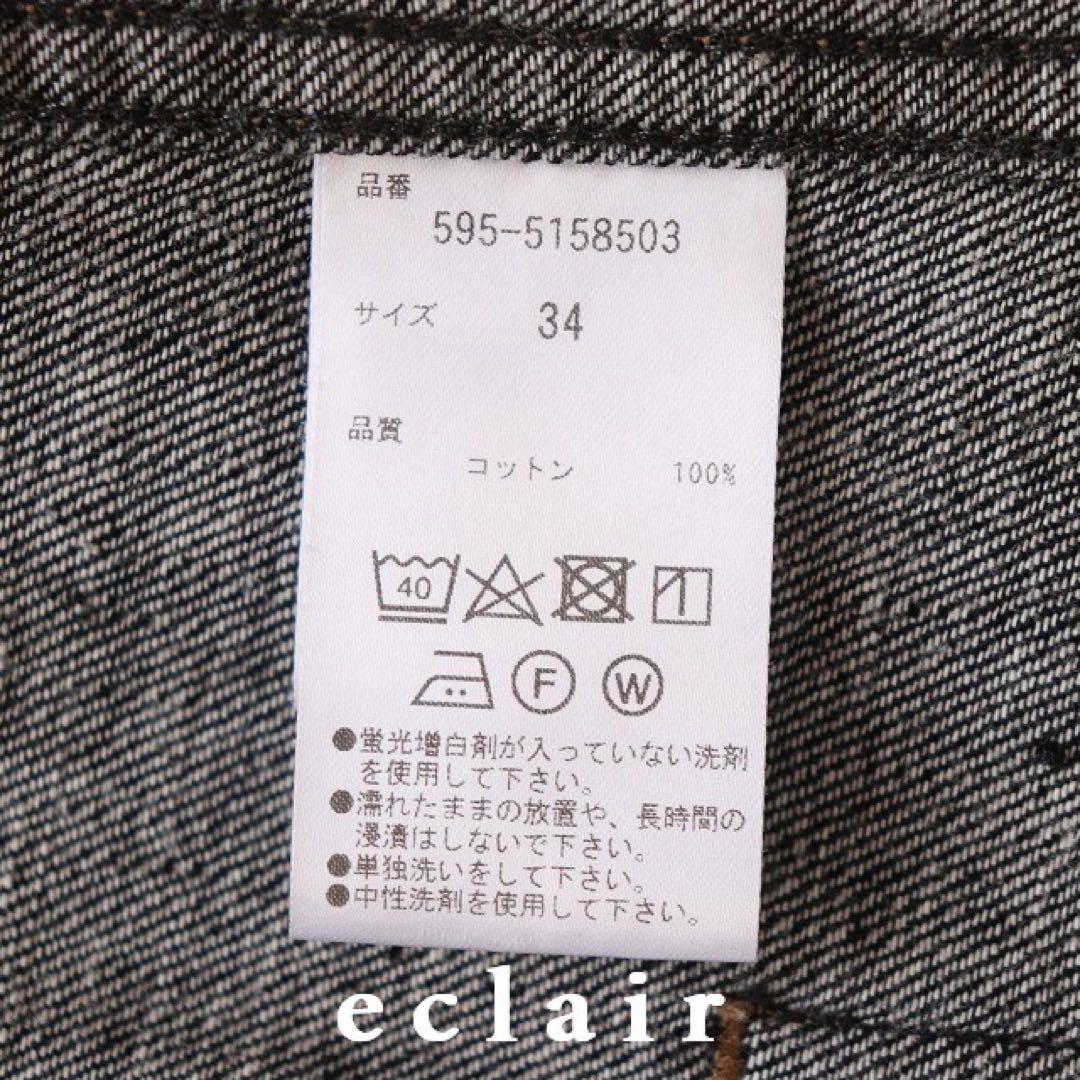 品番
595-5158503
サイズ 34
品質
コットン 100%
40
F W
●蛍光増白剤が入っていない洗剤
を使用して下さい。
●濡れたままの放置や、長時間の
浸漬はしないで下さい。
●単独洗いをして下さい。
●中性洗剤を使用して下さい。
eclair